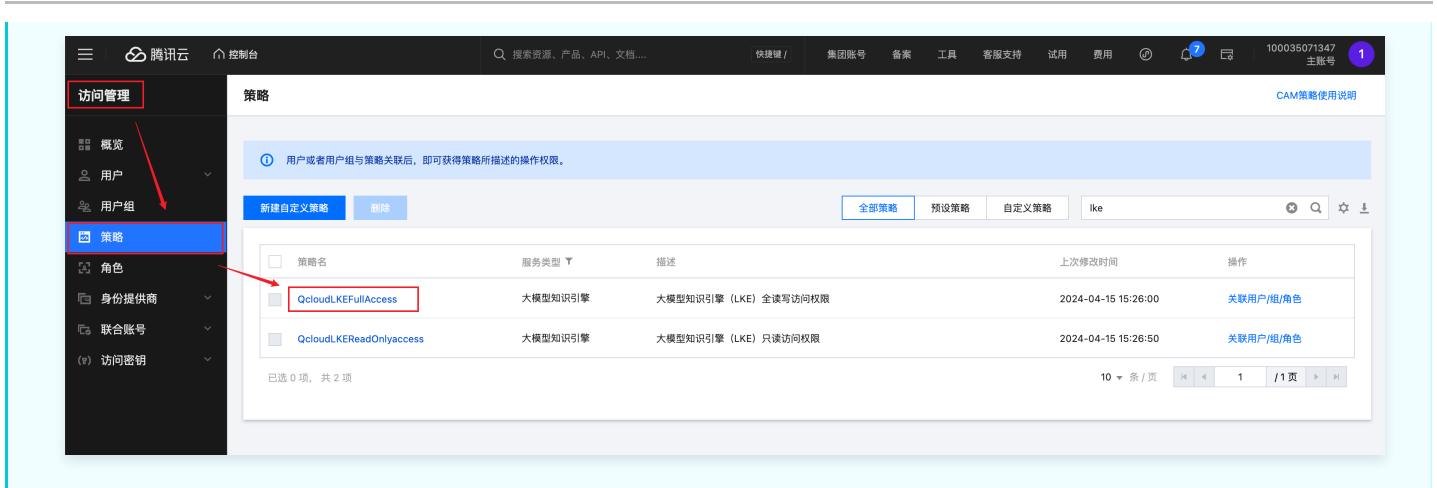 腾讯云 控制台 搜索资源、产品、API、文档.... 快捷键 / 集团账号 备案 工具 客服支持 试用 费用 7 100035071347 1
主账号
访问管理 策略 CAM策略使用说明
概览
用户或者用户组与策略关联后，即可获得策略所描述的操作权限。
用户
用户组 新建自定义策略 删除 全部策略 预设策略 自定义策略 lke
策略
策略名 服务类型 描述 上次修改时间 操作
角色
身份提供商 QcloudLKEFullAccess 大模型知识引擎 大模型知识引擎（LKE）全读写访问权限 2024-04-15 15:26:00 关联用户/组/角色
联合账号
QcloudLKEReadOnlyaccess 大模型知识引擎 大模型知识引擎（LKE）只读访问权限 2024-04-15 15:26:50 关联用户/组/角色
访问密钥
已选 0 项，共 2 项 10 条 / 页 1 / 1 页